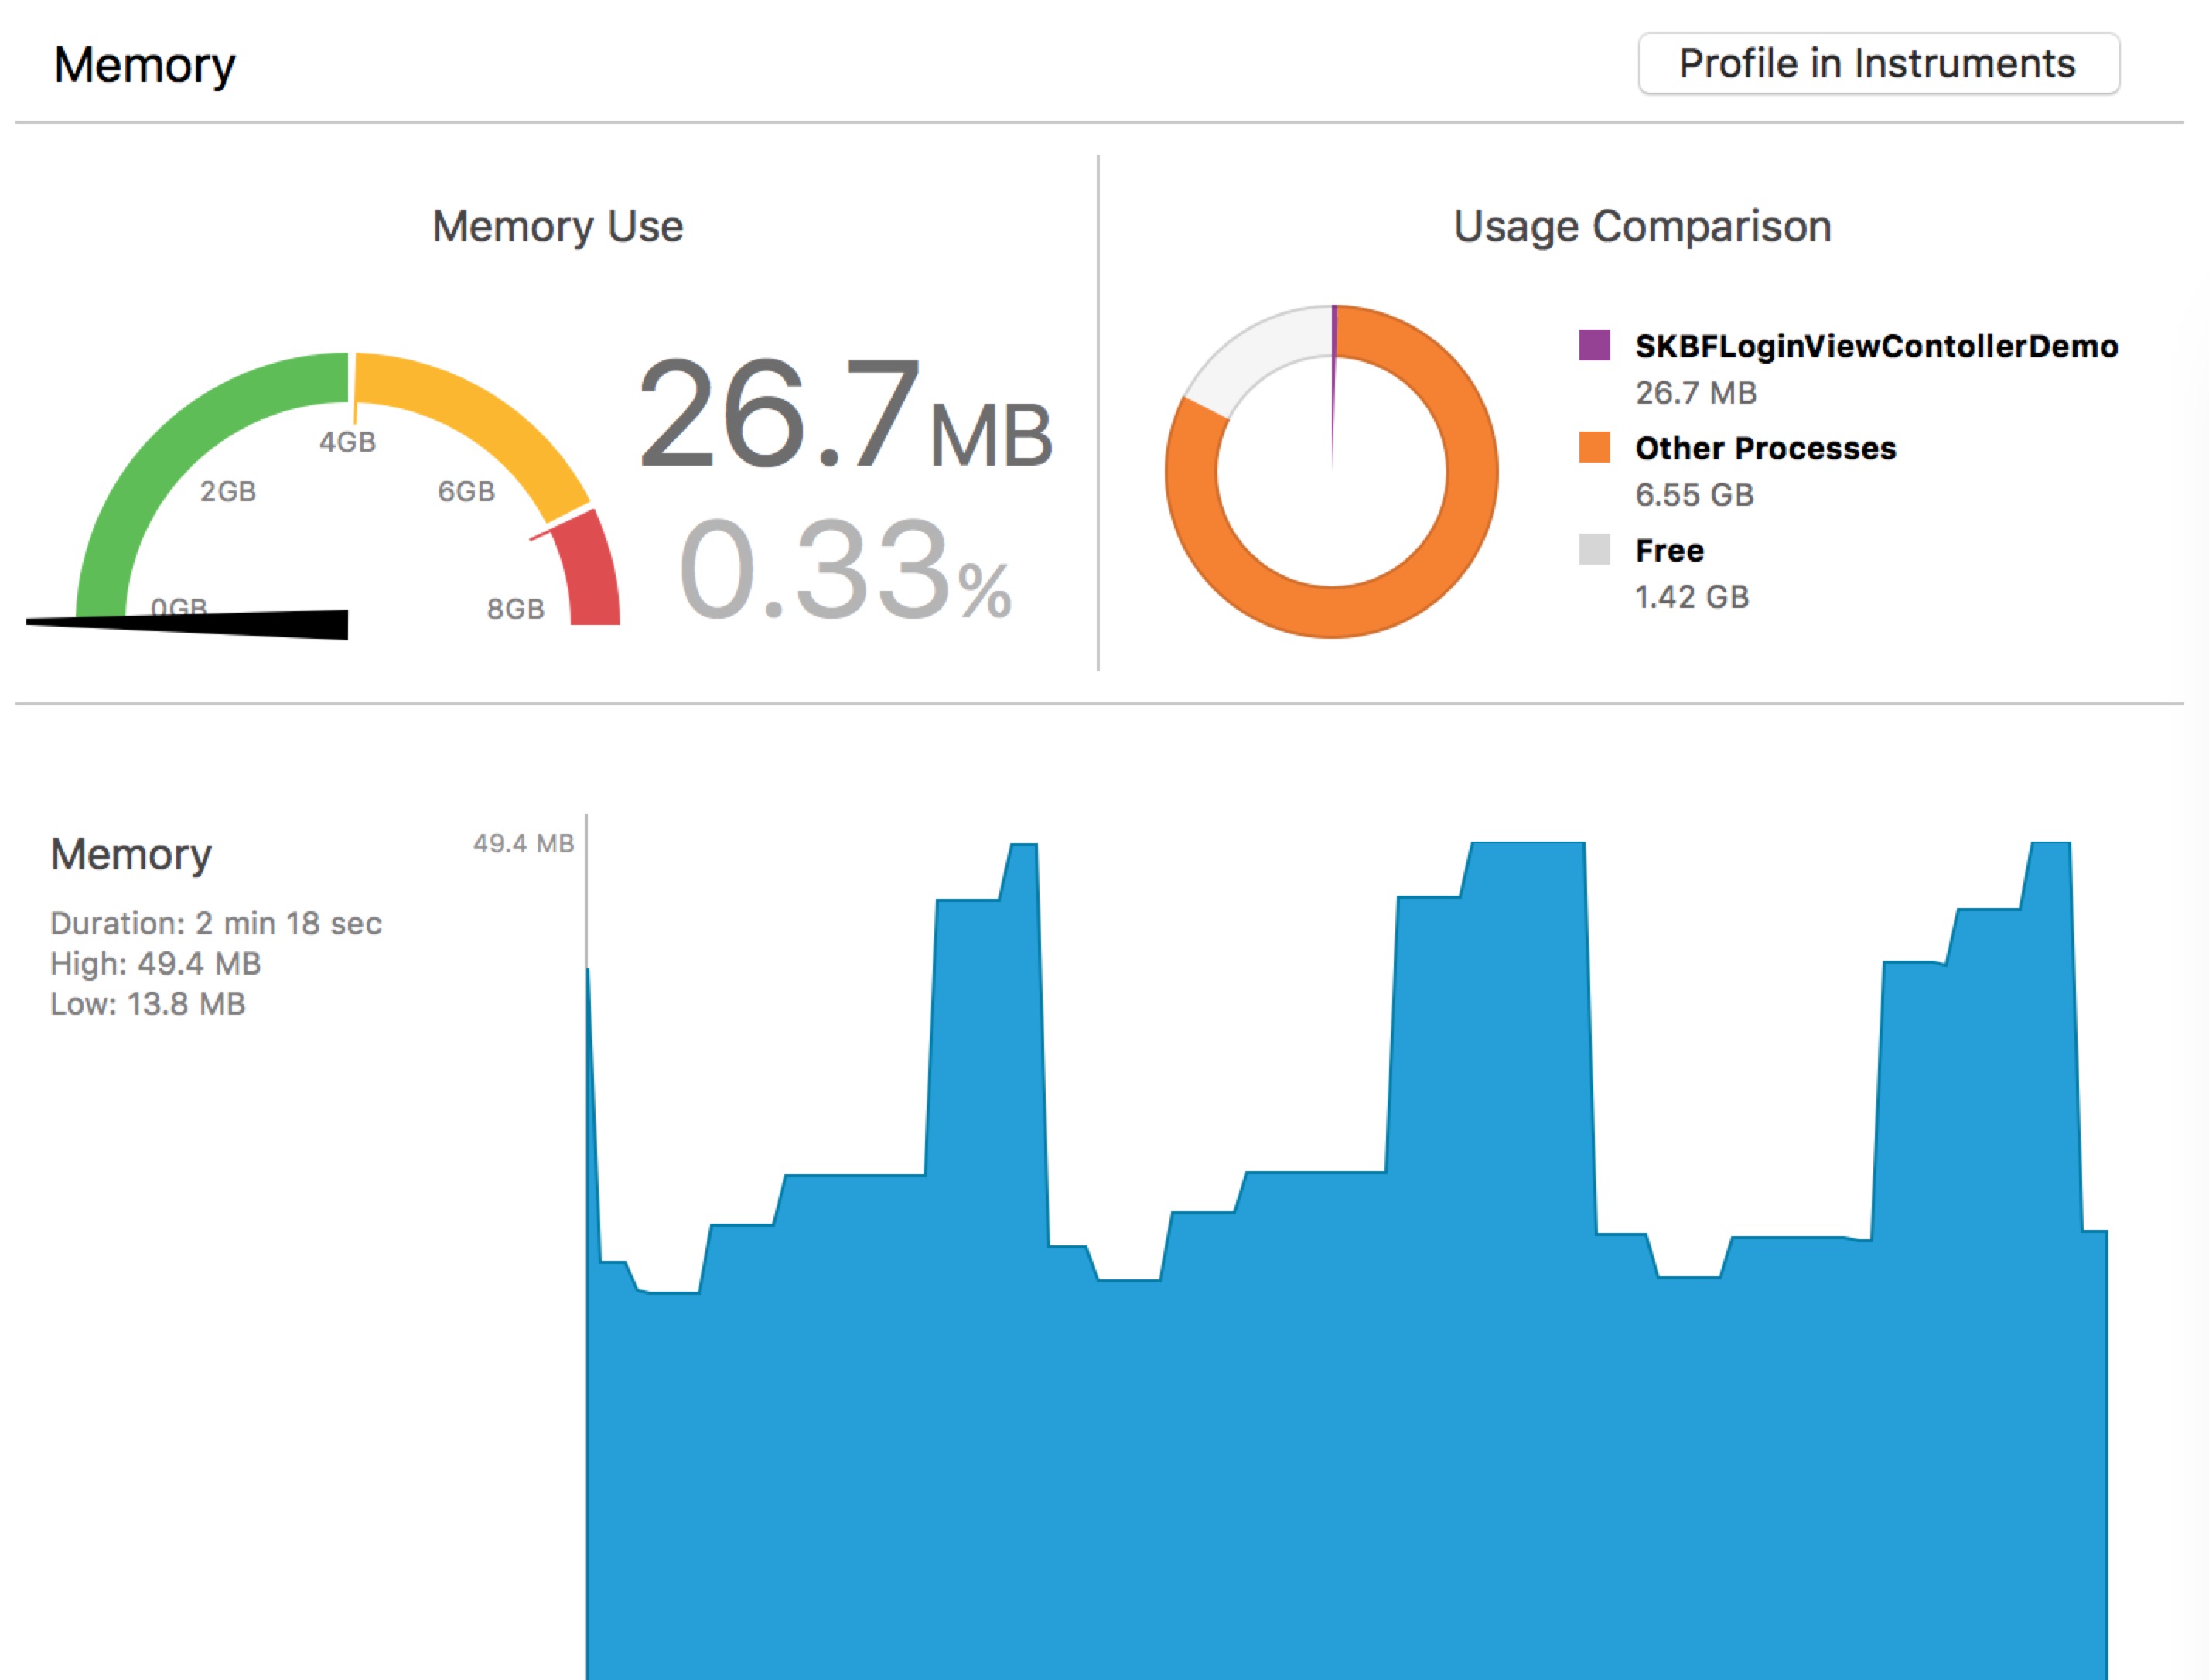 Memory
Profile in Instruments
Memory Use
Usage Comparison
4GB
2GB
6GB
0GB
8GB
26.7 MB
0.33%
SKBFLoginViewContollerDemo
26.7 MB
Other Processes
6.55 GB
Free
1.42 GB
Memory
Duration: 2 min 18 sec
High: 49.4 MB
Low: 13.8 MB
49.4 MB